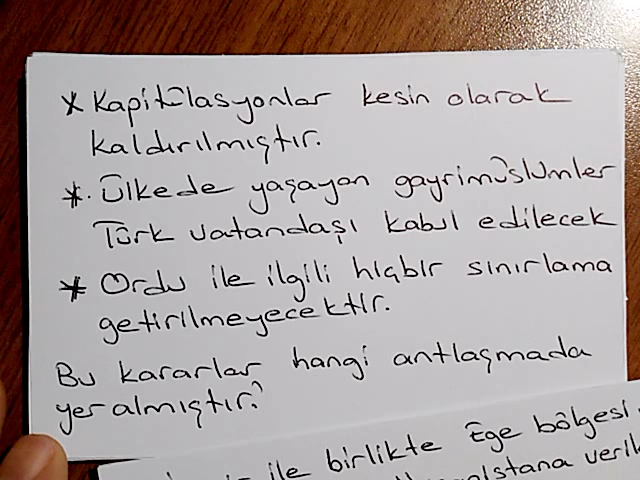 * Kapitülasyonlar kesin olarak
kaldırılmıştır.
*. Ülkede yaşayan gayrimüslümler
Türk vatandaşı kabul edilecek
* Ordu ile ilgili hiçbir sınırlama
getirilmeyecektir.
Bu kararlar hangi antlaşmada
yer almıştır?
ile birlikte Ege bölgesi